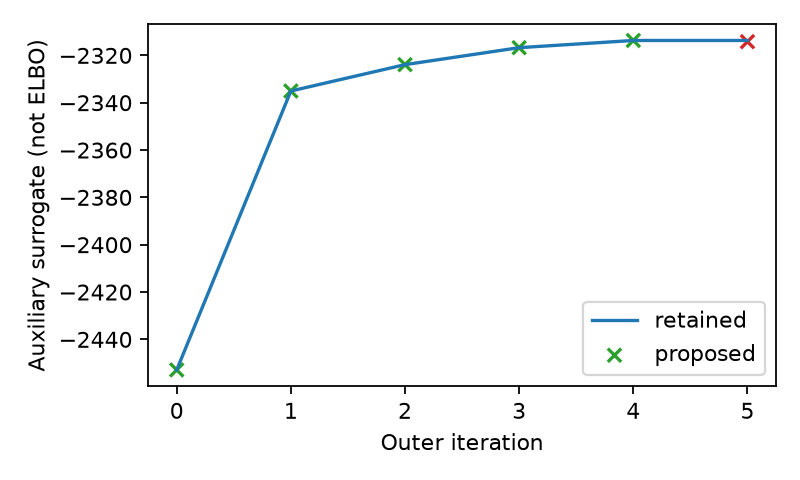 Auxiliary surrogate (not ELBO)
−2320
−2340
−2360
−2380
−2400
−2420
−2440
retained
proposed
0 1 2 3 4 5
Outer iteration